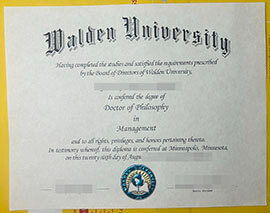 Walden University
Having completed the studies and satisfied the requirements prescribed
by the Board of Directors of Walden University,
is conferred the degree of
Doctor of Philosophy
in
Management
and to all rights, privileges, and honors pertaining thereto.
In testimony whereof, this diploma is conferred at Minneapolis, Minnesota,
on this twenty sixth day of Augu